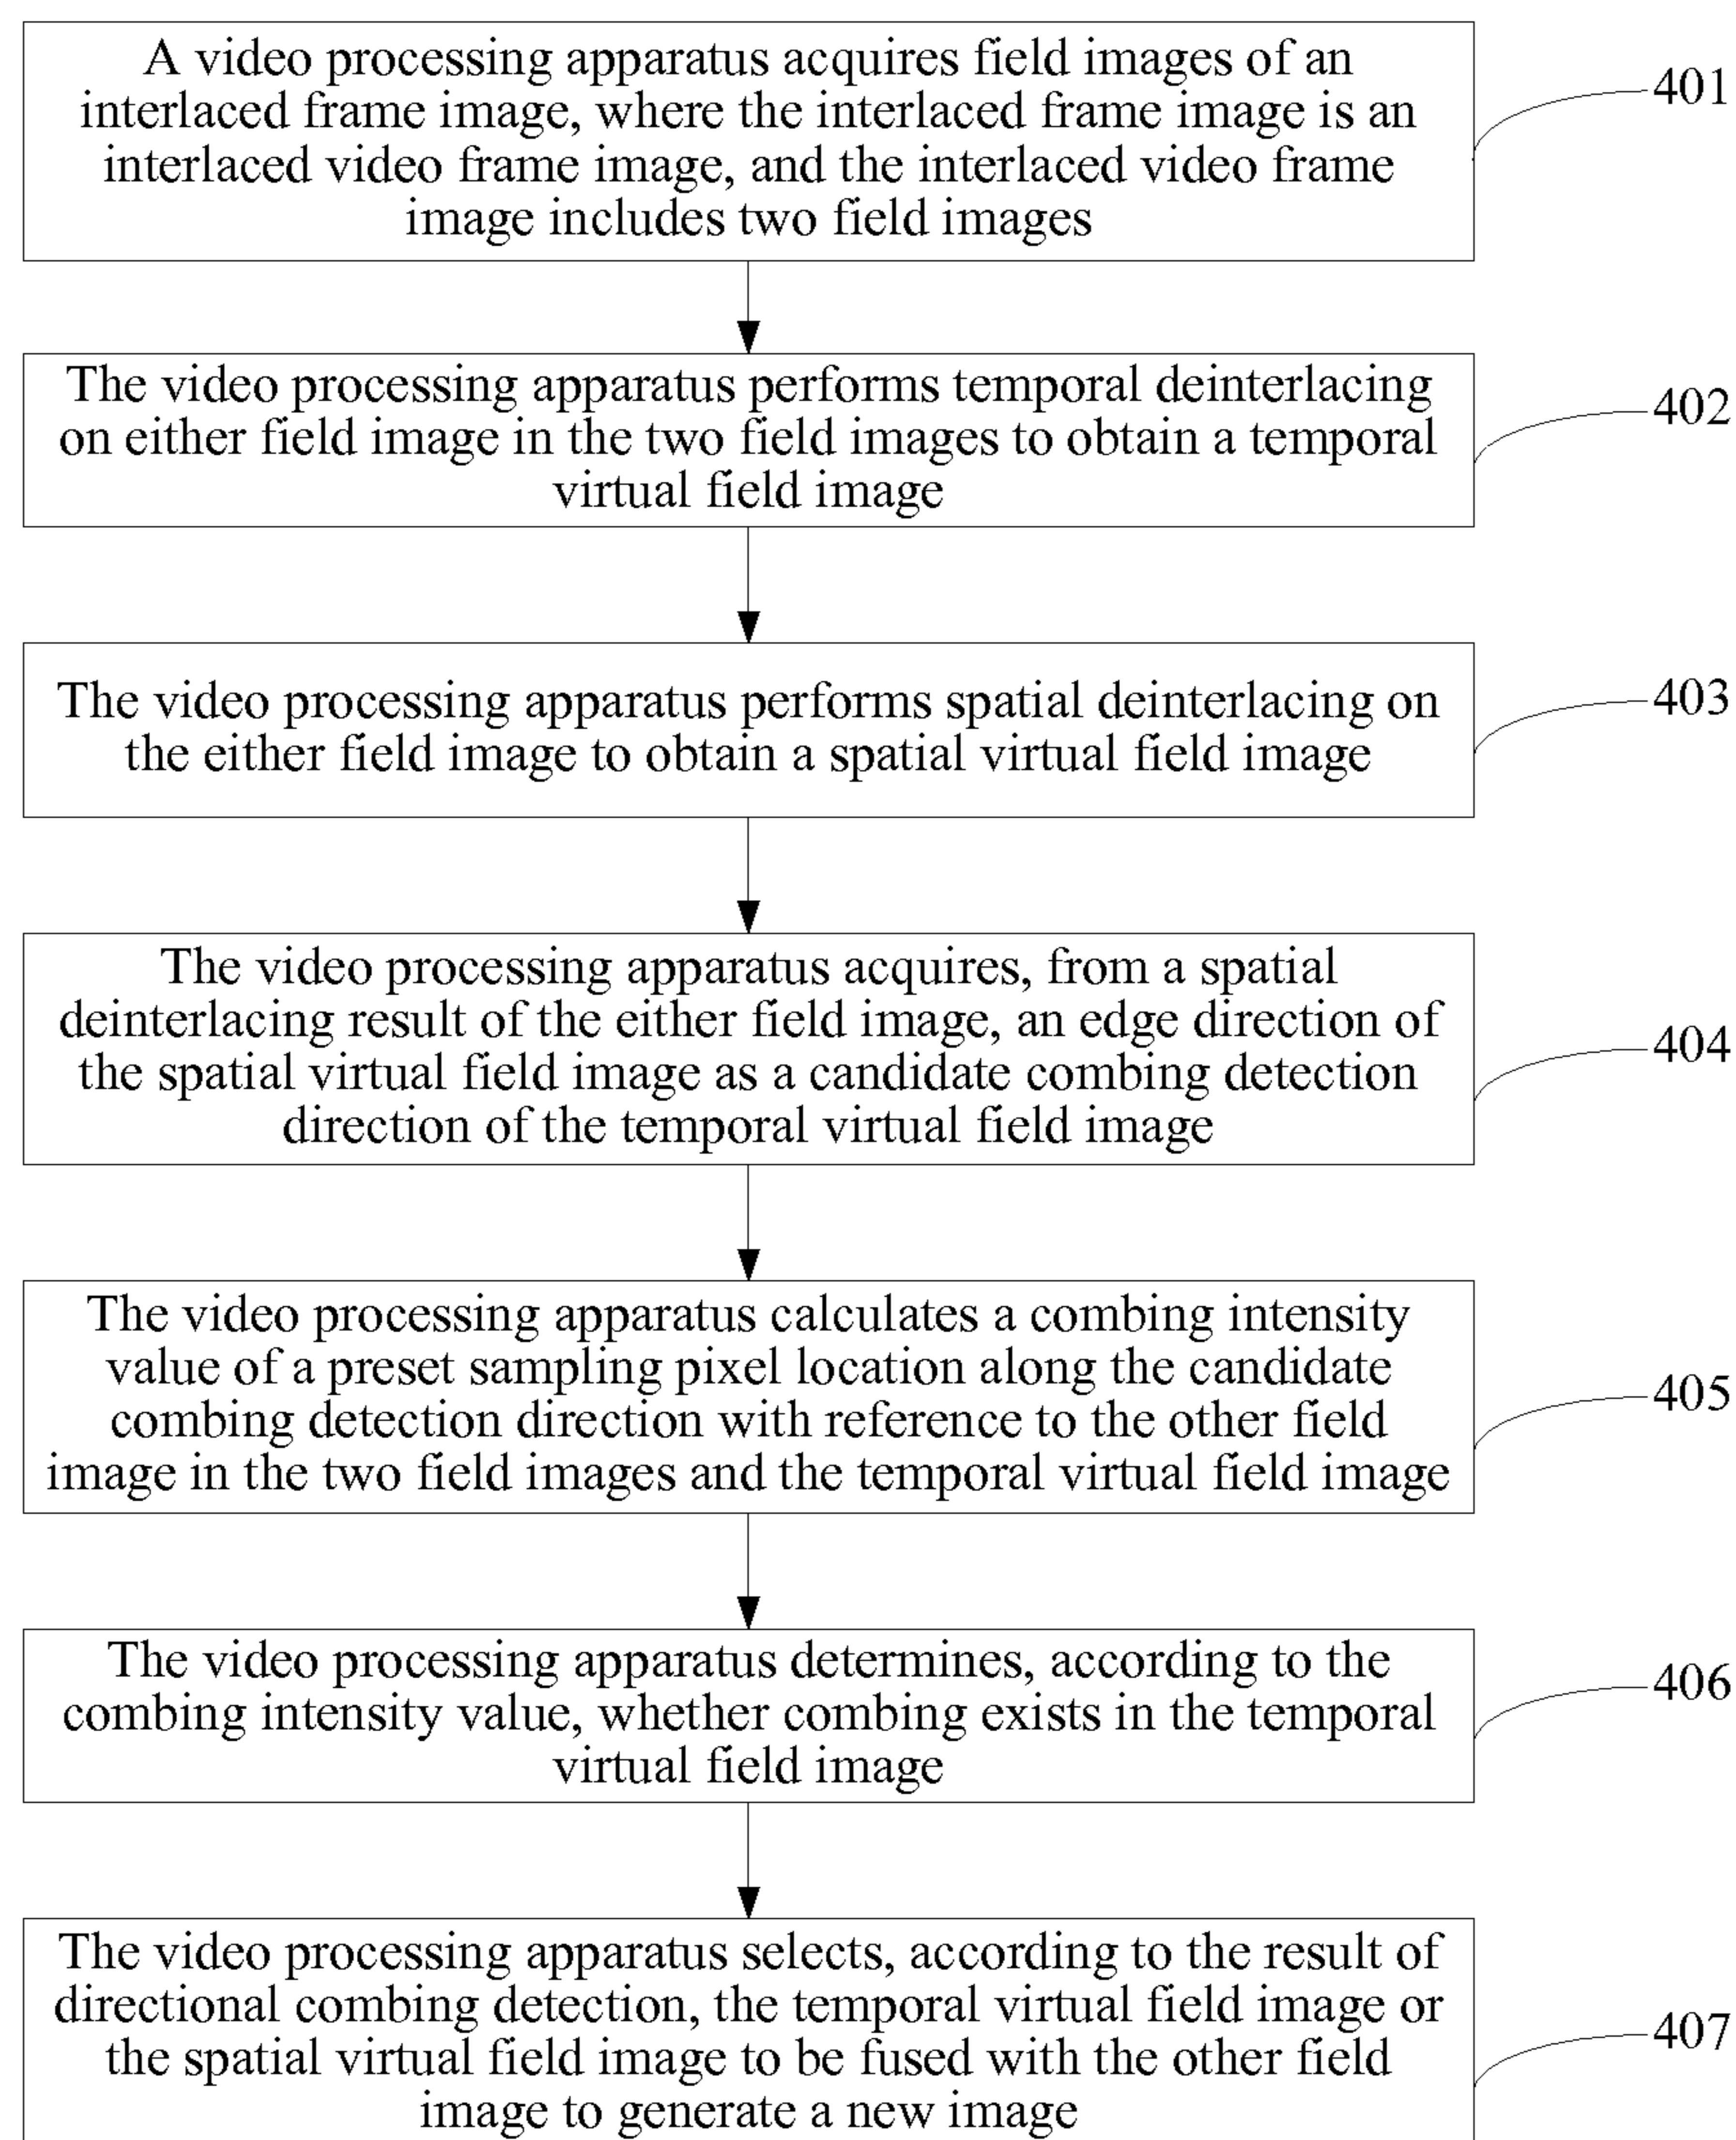 A video processing apparatus acquires field images of an
interlaced frame image, where the interlaced frame image is an
interlaced video frame image, and the interlaced video frame
image includes two field images
401
The video processing apparatus performs temporal deinterlacing
on either field image in the two field images to obtain a temporal
virtual field image
402
The video processing apparatus performs spatial deinterlacing on
the either field image to obtain a spatial virtual field image
403
The video processing apparatus acquires, from a spatial
deinterlacing result of the either field image, an edge direction of
the spatial virtual field image as a candidate combing detection
direction of the temporal virtual field image
404
The video processing apparatus calculates a combing intensity
value of a preset sampling pixel location along the candidate
combing detection direction with reference to the other field
image in the two field images and the temporal virtual field image
405
The video processing apparatus determines, according to the
combing intensity value, whether combing exists in the temporal
virtual field image
406
The video processing apparatus selects, according to the result of
directional combing detection, the temporal virtual field image or
the spatial virtual field image to be fused with the other field
image to generate a new image
407